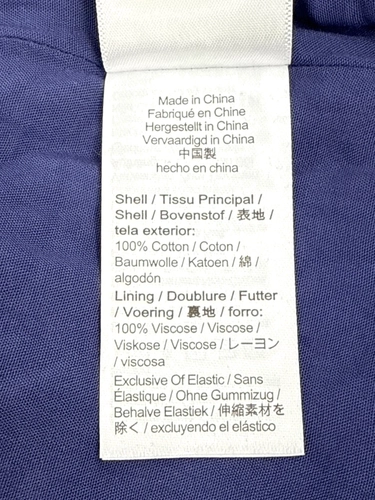 Made in China
Fabriqué en Chine
Hergestellt in China
Vervaardigd in China
中国製
hecho en china
Shell / Tissu Principal /
Shell / Bovenstof / 表地 /
tela exterior:
100% Cotton / Coton /
Baumwolle / Katoen / 綿 /
algodón
Lining / Doublure / Futter
/ Voering / 裏地 / forro:
100% Viscose / Viscose /
Viskose / Viscose / レーヨン
/ viscosa
Exclusive Of Elastic / Sans
Élastique / Ohne Gummizug /
Behalve Elastiek / 伸縮素材を
除く / excluyendo el elástico